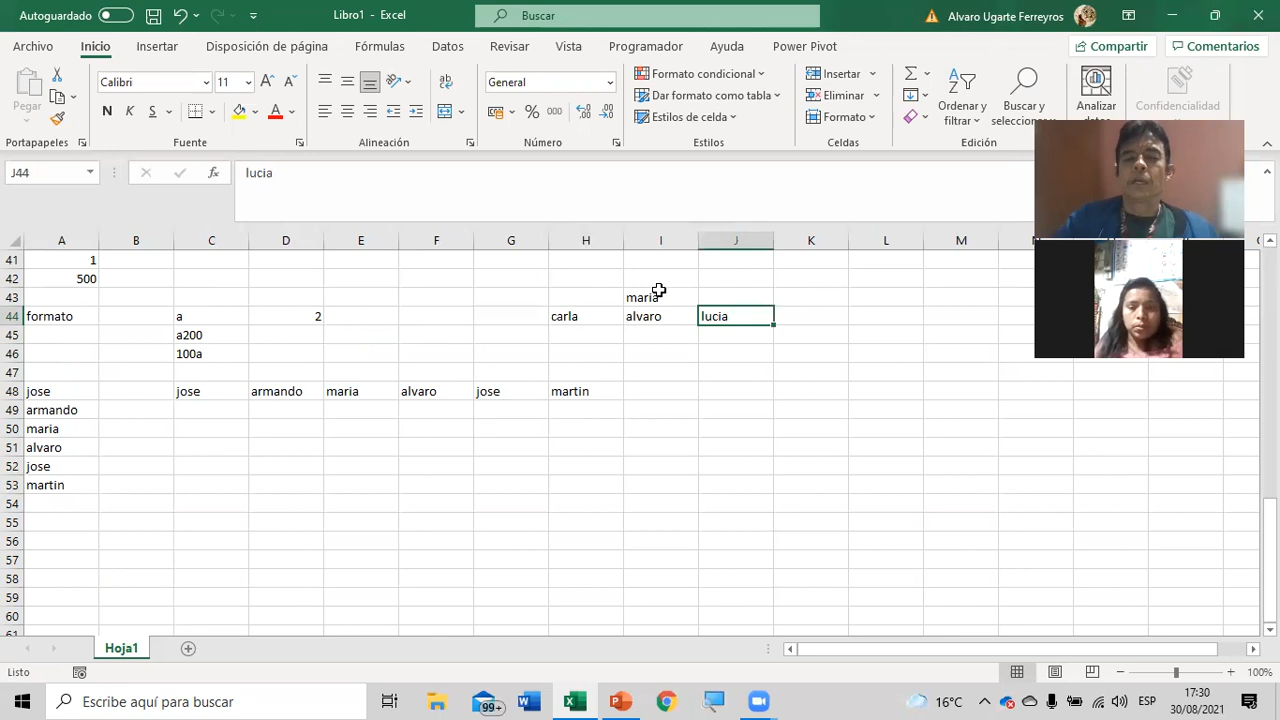 Autoguardado
Libro1 - Excel
Buscar
Alvaro Ugarte Ferreyros
Archivo Inicio Insertar Disposición de página Fórmulas Datos Revisar Vista Programador Ayuda Power Pivot
Compartir Comentarios
Pegar
Calibri 11
N K S
General
% 000
Formato condicional
Dar formato como tabla
Estilos de celda
Insertar
Eliminar
Formato
Ordenar y filtrar
Buscar y seleccionar
Analizar datos
Confidencialidad
Portapapeles Fuente Alineación Número Estilos Celdas Edición
J44 fx lucia
A B C D E F G H I J K L M
41 1
42 500
43 maria
44 formato a 2 carla alvaro lucia
45 a200
46 100a
47
48 jose jose armando maria alvaro jose martin
49 armando
50 maria
51 alvaro
52 jose
53 martin
54
55
56
57
58
59
60
61
Hoja1
Listo
100%
Escribe aquí para buscar
99+
16°C
ESP
17:30
30/08/2021